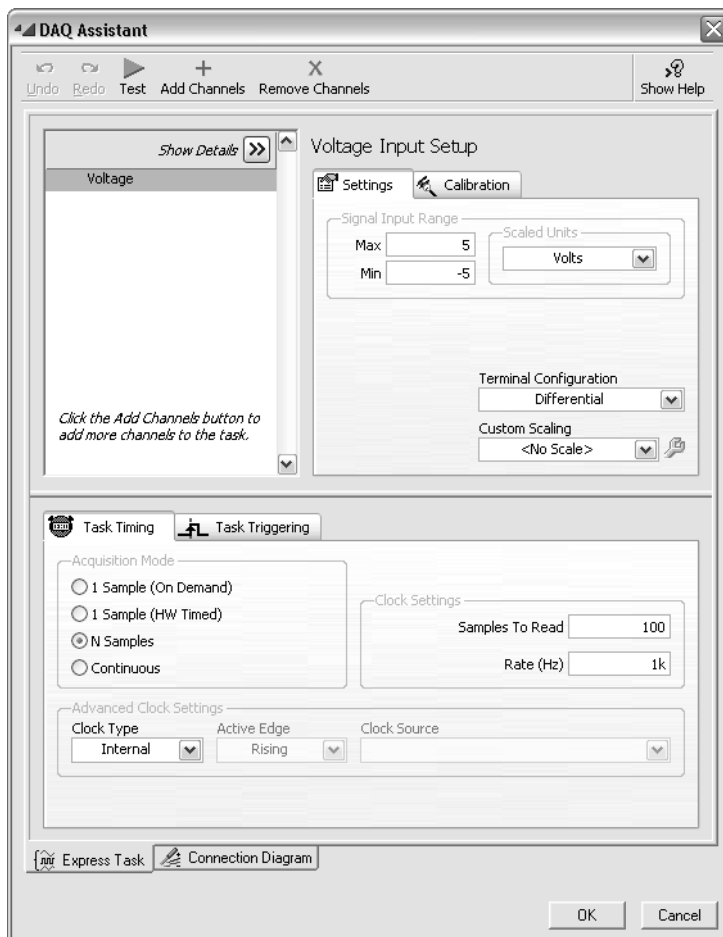 DAQ Assistant
Undo Redo Test Add Channels Remove Channels Show Help
Show Details
Voltage
Click the Add Channels button to
add more channels to the task.
Voltage Input Setup
Settings Calibration
Signal Input Range
Max 5
Min -5
Scaled Units
Volts
Terminal Configuration
Differential
Custom Scaling
<No Scale>
Task Timing Task Triggering
Acquisition Mode
1 Sample (On Demand)
1 Sample (HW Timed)
N Samples
Continuous
Clock Settings
Samples To Read 100
Rate (Hz) 1k
Advanced Clock Settings
Clock Type Active Edge Clock Source
Internal Rising
Express Task Connection Diagram
OK Cancel